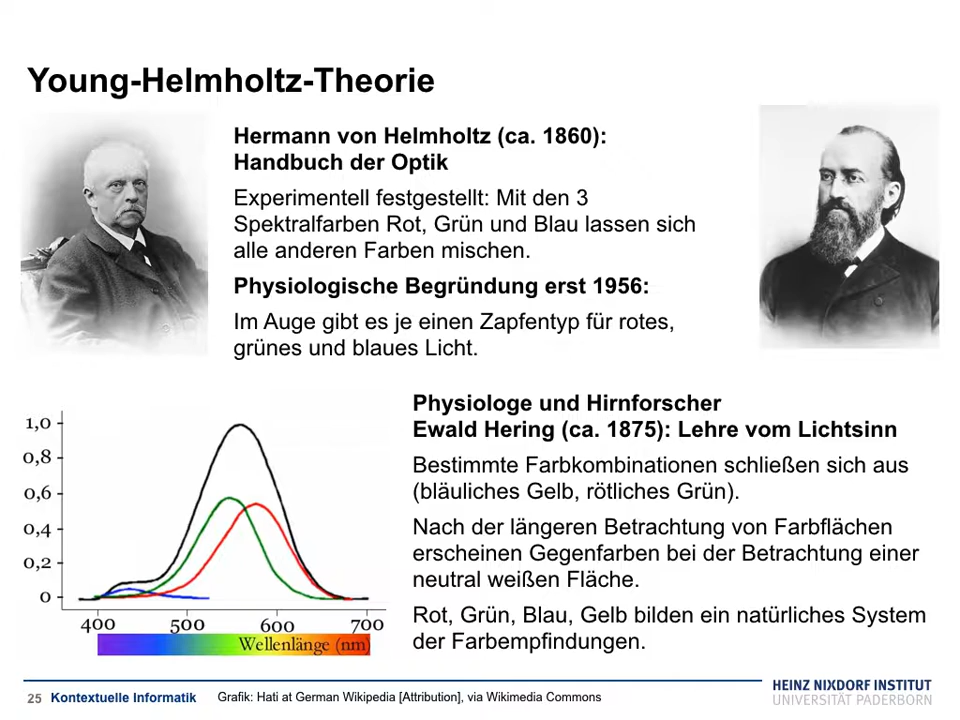 Young-Helmholtz-Theorie
Hermann von Helmholtz (ca. 1860):
Handbuch der Optik
Experimentell festgestellt: Mit den 3
Spektralfarben Rot, Grün und Blau lassen sich
alle anderen Farben mischen.
Physiologische Begründung erst 1956:
Im Auge gibt es je einen Zapfentyp für rotes,
grünes und blaues Licht.
Physiologe und Hirnforscher
Ewald Hering (ca. 1875): Lehre vom Lichtsinn
Bestimmte Farbkombinationen schließen sich aus
(bläuliches Gelb, rötliches Grün).
Nach der längeren Betrachtung von Farbflächen
erscheinen Gegenfarben bei der Betrachtung einer
neutral weißen Fläche.
Rot, Grün, Blau, Gelb bilden ein natürliches System
der Farbempfindungen.
1,0
0,8
0,6
0,4
0,2
0
400 500 600 700
Wellenlänge (nm)
25 Kontextuelle Informatik Grafik: Hati at German Wikipedia [Attribution], via Wikimedia Commons
HEINZ NIXDORF INSTITUT
UNIVERSITÄT PADERBORN